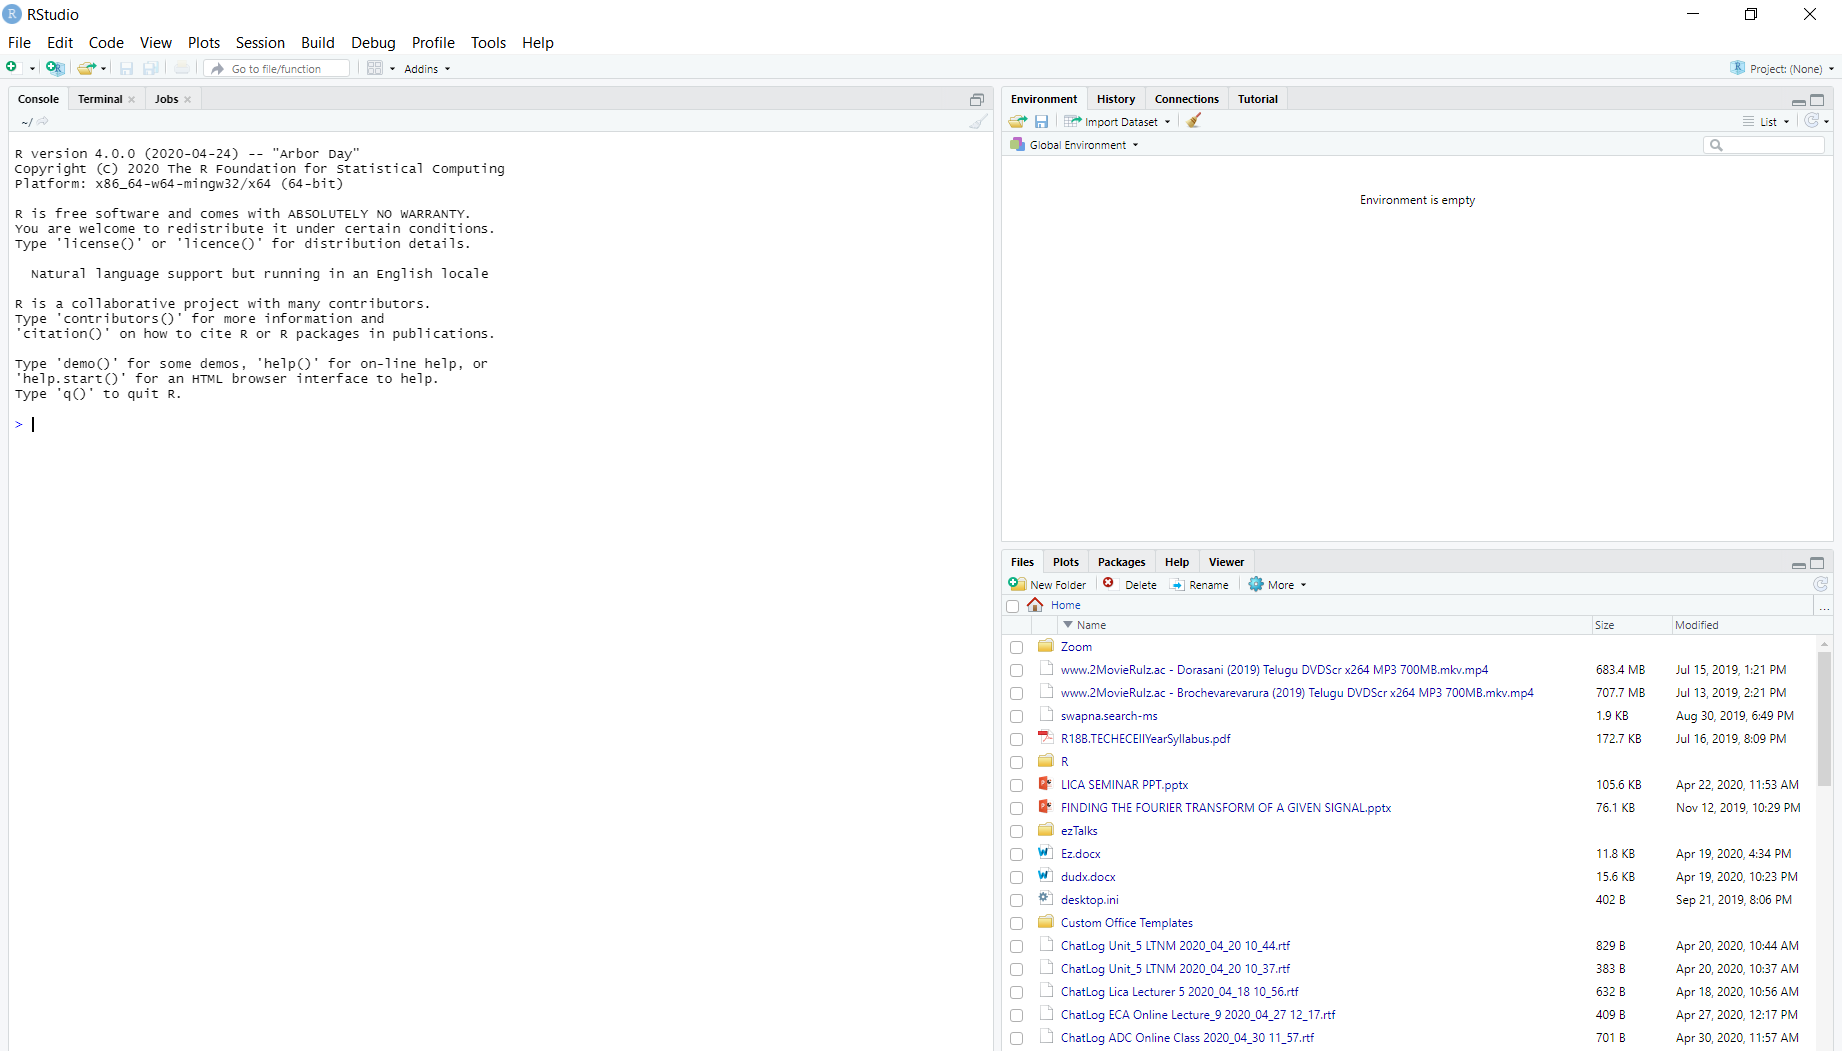 RStudio
File Edit Code View Plots Session Build Debug Profile Tools Help
Go to file/function Addins Project: (None)
Console Terminal Jobs
~/
R version 4.0.0 (2020-04-24) -- "Arbor Day"
Copyright (C) 2020 The R Foundation for Statistical Computing
Platform: x86_64-w64-mingw32/x64 (64-bit)
R is free software and comes with ABSOLUTELY NO WARRANTY.
You are welcome to redistribute it under certain conditions.
Type 'license()' or 'licence()' for distribution details.
Natural language support but running in an English locale
R is a collaborative project with many contributors.
Type 'contributors()' for more information and
'citation()' on how to cite R or R packages in publications.
Type 'demo()' for some demos, 'help()' for on-line help, or
'help.start()' for an HTML browser interface to help.
Type 'q()' to quit R.
>
Environment History Connections Tutorial
Import Dataset List
Global Environment
Environment is empty
Files Plots Packages Help Viewer
New Folder Delete Rename More
Home ...
Name Size Modified
Zoom
www.2MovieRulz.ac - Dorasani (2019) Telugu DVDScr x264 MP3 700MB.mkv.mp4 683.4 MB Jul 15, 2019, 1:21 PM
www.2MovieRulz.ac - Brochevarevarura (2019) Telugu DVDScr x264 MP3 700MB.mkv.mp4 707.7 MB Jul 13, 2019, 2:21 PM
swapna.search-ms 1.9 KB Aug 30, 2019, 6:49 PM
R18B.TECHECEIIYearSyllabus.pdf 172.7 KB Jul 16, 2019, 8:09 PM
R
LICA SEMINAR PPT.pptx 105.6 KB Apr 22, 2020, 11:53 AM
FINDING THE FOURIER TRANSFORM OF A GIVEN SIGNAL.pptx 76.1 KB Nov 12, 2019, 10:29 PM
ezTalks
Ez.docx 11.8 KB Apr 19, 2020, 4:34 PM
dudx.docx 15.6 KB Apr 19, 2020, 10:23 PM
desktop.ini 402 B Sep 21, 2019, 8:06 PM
Custom Office Templates
ChatLog Unit_5 LTNM 2020_04_20 10_44.rtf 829 B Apr 20, 2020, 10:44 AM
ChatLog Unit_5 LTNM 2020_04_20 10_37.rtf 383 B Apr 20, 2020, 10:37 AM
ChatLog Lica Lecturer 5 2020_04_18 10_56.rtf 632 B Apr 18, 2020, 10:56 AM
ChatLog ECA Online Lecture_9 2020_04_27 12_17.rtf 409 B Apr 27, 2020, 12:17 PM
ChatLog ADC Online Class 2020_04_30 11_57.rtf 701 B Apr 30, 2020, 11:57 AM